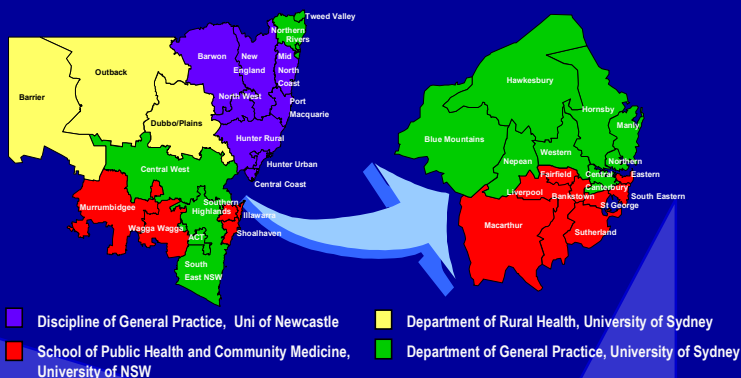 Tweed Valley
Northern
Rivers
Barwon
New
England
Mid
North
Coast
Outback
Barrier
North West
Port
Macquarie
Dubbo/Plains
Hunter Rural
Hunter Urban
Central West
Central Coast
Murrumbidgee
Southern
Highlands
Illawarra
Wagga Wagga
Shoalhaven
ACT
South
East NSW
Hawkesbury
Hornsby
Manly
Blue Mountains
Western
Nepean
Northern
Fairfield
Central
Eastern
Liverpool
Canterbury
Bankstown
South Eastern
St George
Macarthur
Sutherland
Discipline of General Practice, Uni of Newcastle
School of Public Health and Community Medicine,
University of NSW
Department of Rural Health, University of Sydney
Department of General Practice, University of Sydney